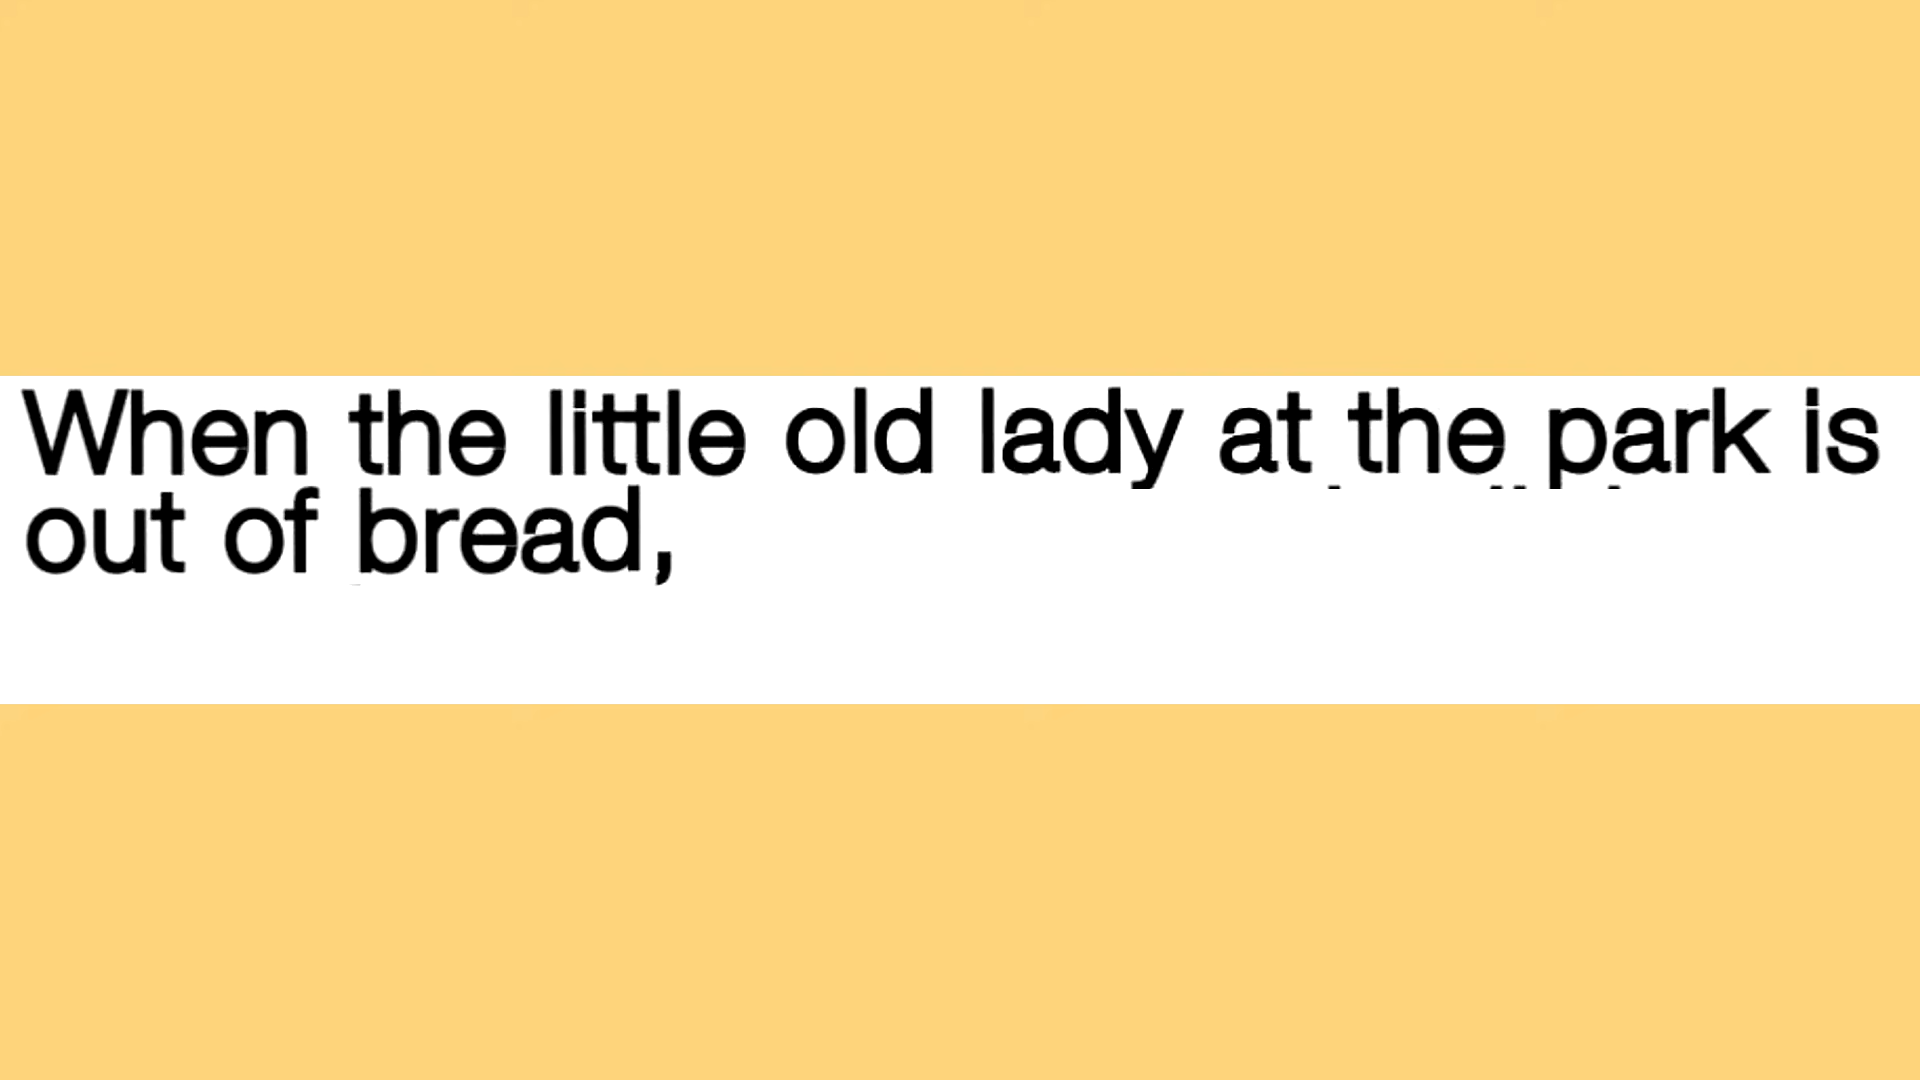 When the little old lady at the park is
out of bread,